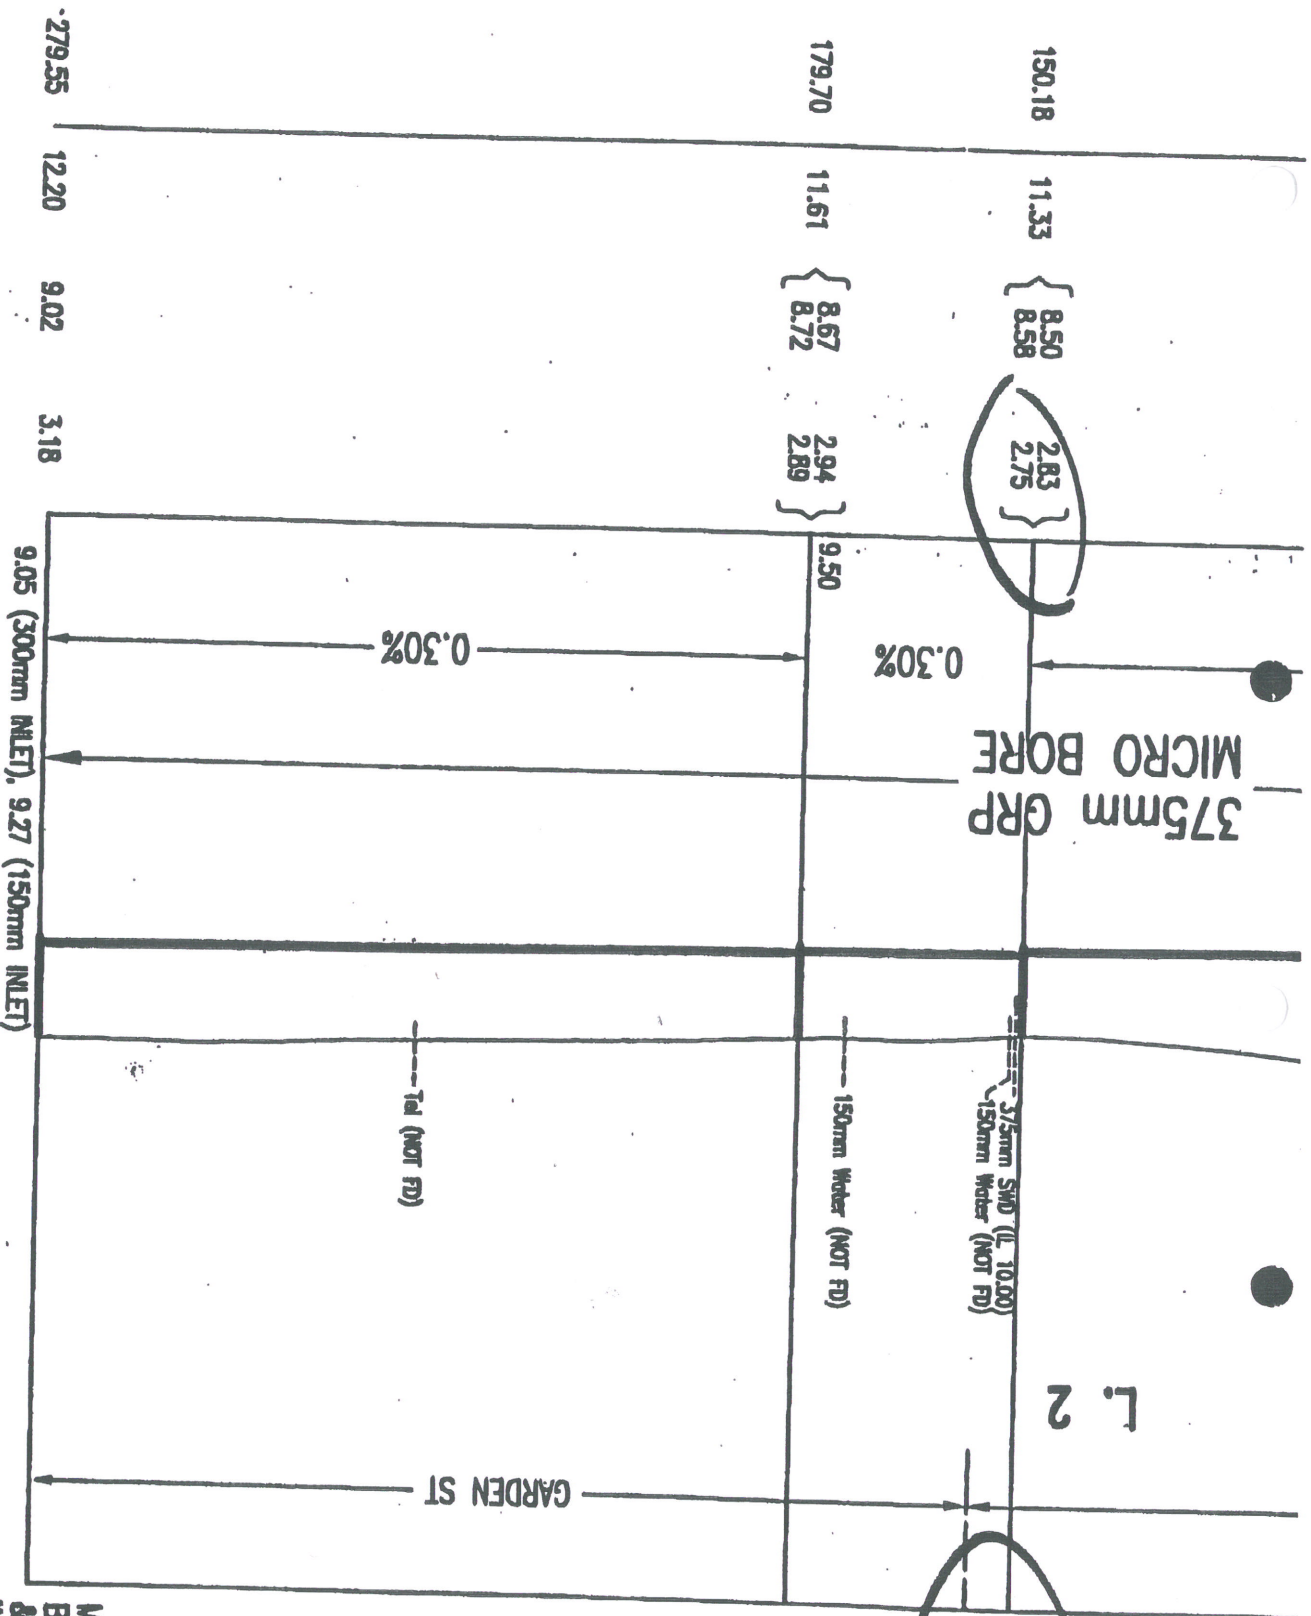 150.18
11.33
8.50
8.58
2.83
2.75
179.70
11.61
8.67
8.72
2.94
2.89
9.50
279.55
12.20
9.02
3.18
9.05 (300mm INLET), 9.27 (150mm INLET)
0.30%
0.30%
375mm GRP
MICRO BORE
375mm SWD (IL 10.00)
150mm Water (NOT FD)
150mm Water (NOT FD)
Tel (NOT FD)
L. 2
GARDEN ST